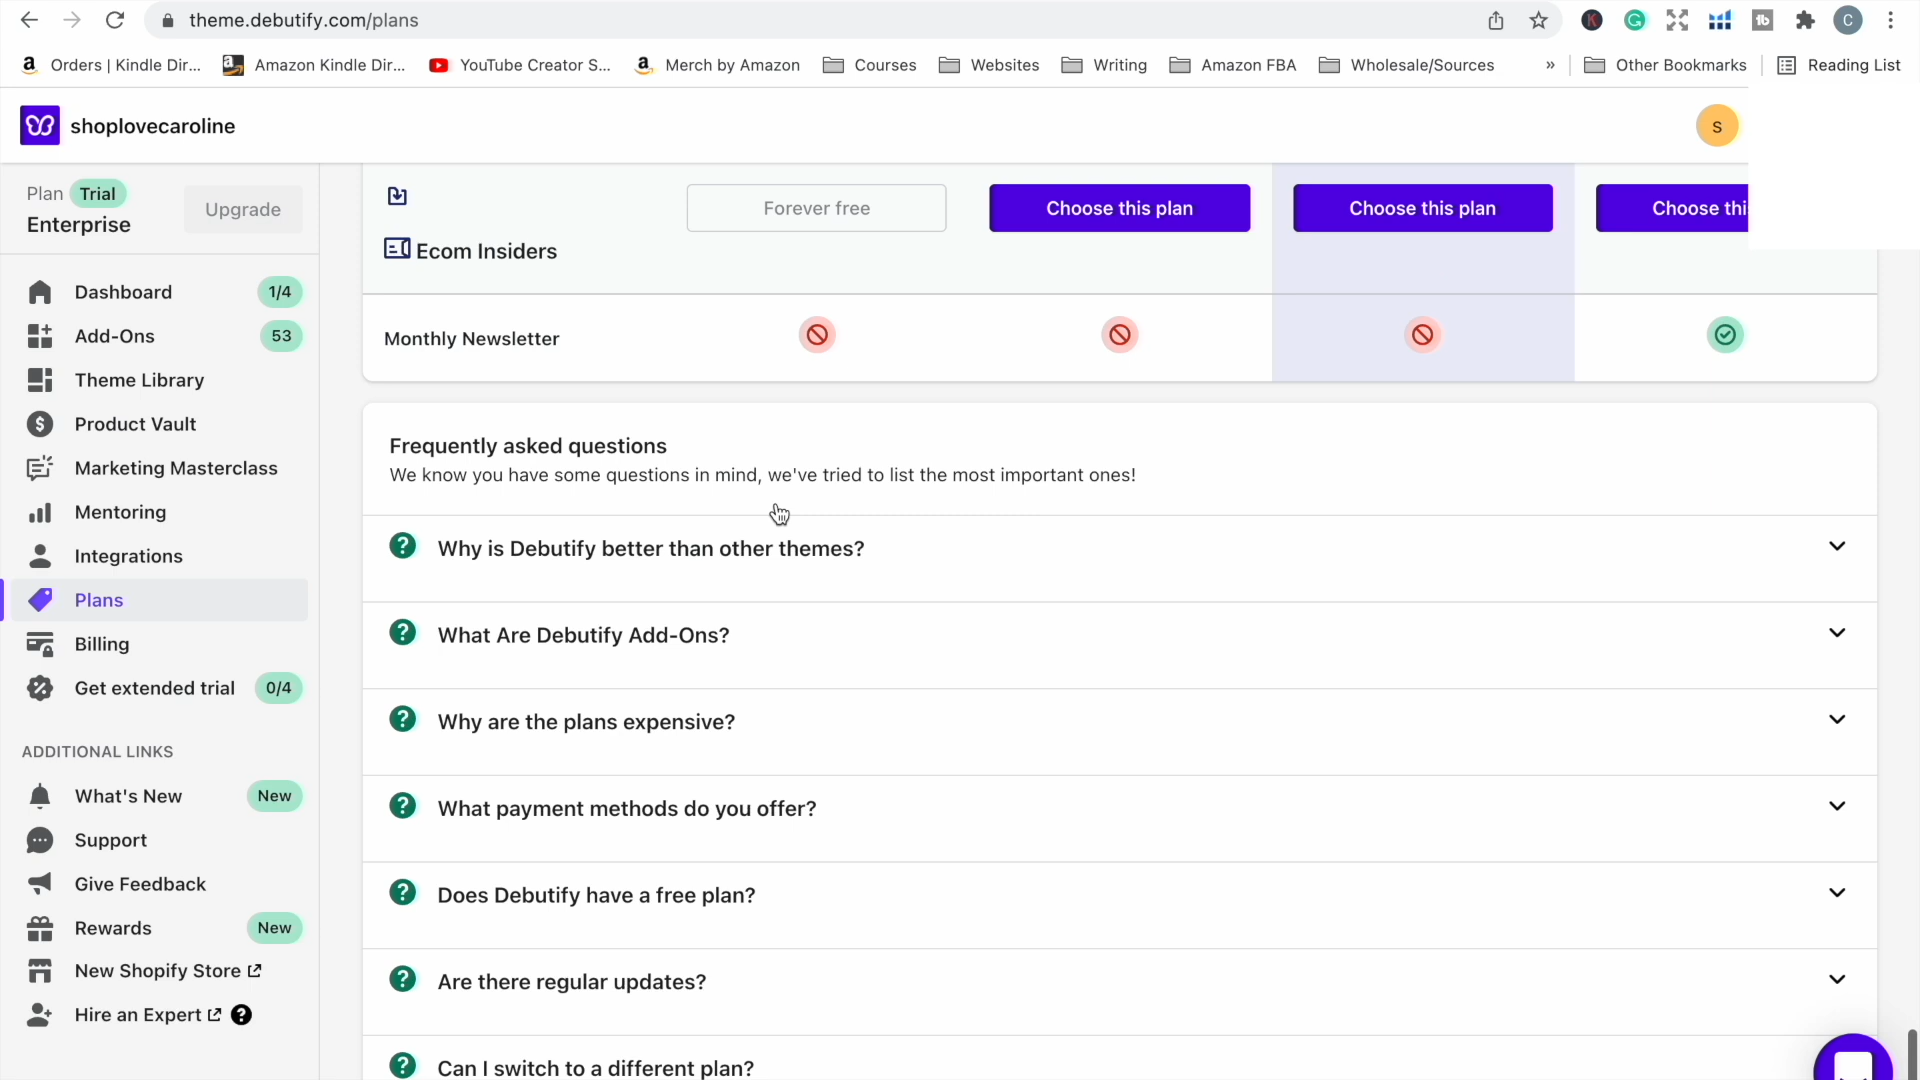 theme.debutify.com/plans
K
G
C
Orders | Kindle Dir...
Amazon Kindle Dir...
YouTube Creator S...
Merch by Amazon
Courses
Websites
Writing
Amazon FBA
Wholesale/Sources
»
Other Bookmarks
Reading List
shoplovecaroline
S
Plan Trial
Enterprise
Upgrade
Dashboard 1/4
Add-Ons 53
Theme Library
Product Vault
Marketing Masterclass
Mentoring
Integrations
Plans
Billing
Get extended trial 0/4
ADDITIONAL LINKS
What's New New
Support
Give Feedback
Rewards New
New Shopify Store
Hire an Expert ?
Forever free
Choose this plan
Choose this plan
Choose thi
Ecom Insiders
Monthly Newsletter
Frequently asked questions
We know you have some questions in mind, we've tried to list the most important ones!
? Why is Debutify better than other themes?
? What Are Debutify Add-Ons?
? Why are the plans expensive?
? What payment methods do you offer?
? Does Debutify have a free plan?
? Are there regular updates?
? Can I switch to a different plan?